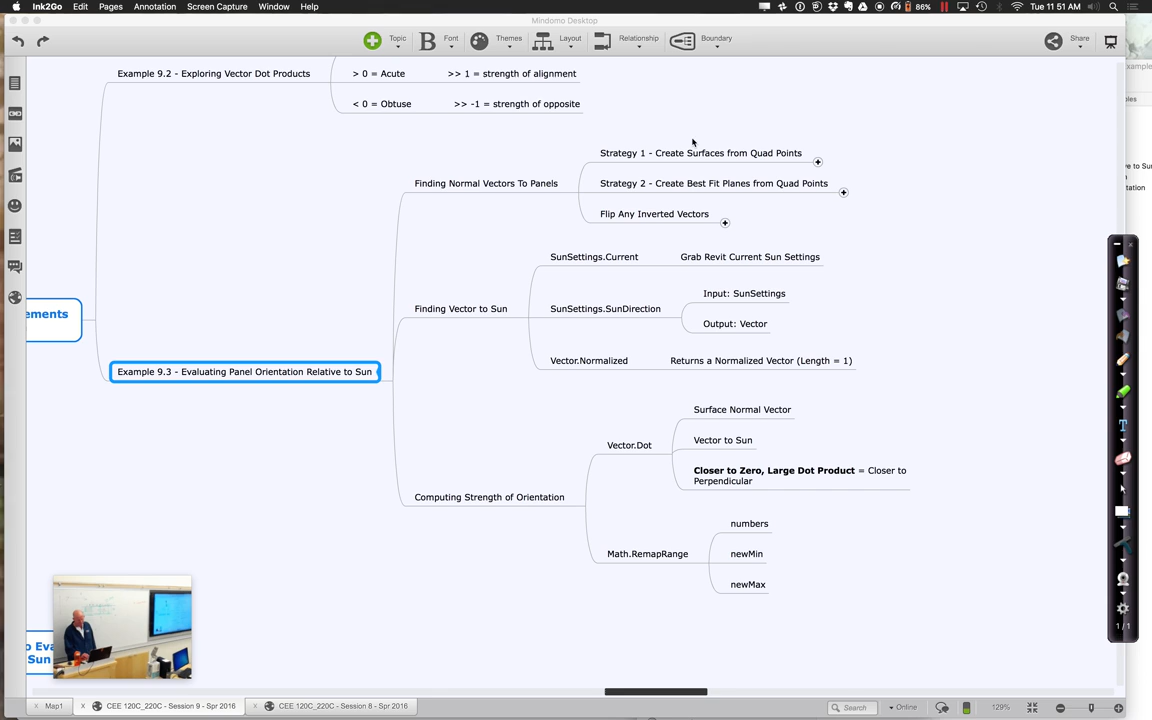 Ink2Go Edit Pages Annotation Screen Capture Window Help 86% Tue 11 51 AM
Mindomo Desktop
Topic Font Themes Layout Relationship Boundary Share
Example 9.2 - Exploring Vector Dot Products
> 0 = Acute >> 1 = strength of alignment
< 0 = Obtuse >> -1 = strength of opposite
Strategy 1 - Create Surfaces from Quad Points
Finding Normal Vectors To Panels
Strategy 2 - Create Best Fit Planes from Quad Points
Flip Any Inverted Vectors
SunSettings.Current Grab Revit Current Sun Settings
Finding Vector to Sun
SunSettings.SunDirection
Input: SunSettings
Output: Vector
Vector.Normalized Returns a Normalized Vector (Length = 1)
ements
Example 9.3 - Evaluating Panel Orientation Relative to Sun
Surface Normal Vector
Vector.Dot
Vector to Sun
Closer to Zero, Large Dot Product = Closer to
Perpendicular
Computing Strength of Orientation
numbers
Math.RemapRange
newMin
newMax
Sun
1 / 1
x Map1 x CEE 120C_220C - Session 9 - Spr 2016 x CEE 120C_220C - Session 8 - Spr 2016 Search Online 129%